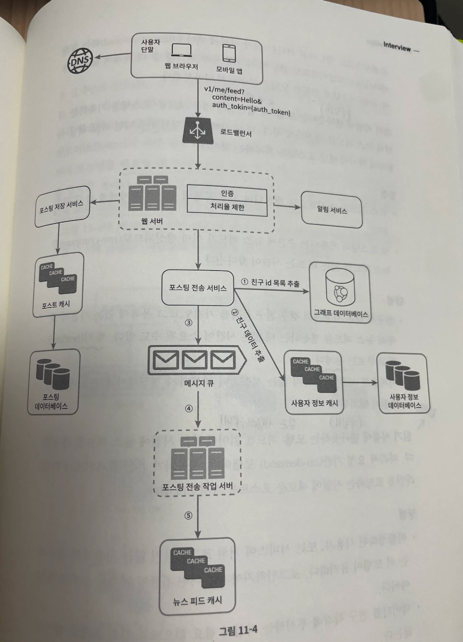 Interview
DNS
사용자
단말
웹 브라우저
모바일 앱
v1/me/feed?
content=Hello&
auth_tokin={auth_token}
로드밸런서
포스팅 저장 서비스
웹 서버
인증
처리율 제한
알림 서비스
CACHE
CACHE
CACHE
포스트 캐시
포스팅
데이터베이스
포스팅 전송 서비스
① 친구 id 목록 추출
그래프 데이터베이스
② 친구 데이터 추출
③
메시지 큐
CACHE
CACHE
CACHE
사용자 정보 캐시
사용자 정보
데이터베이스
④
포스팅 전송 작업 서버
⑤
CACHE
CACHE
CACHE
뉴스 피드 캐시
그림 11-4